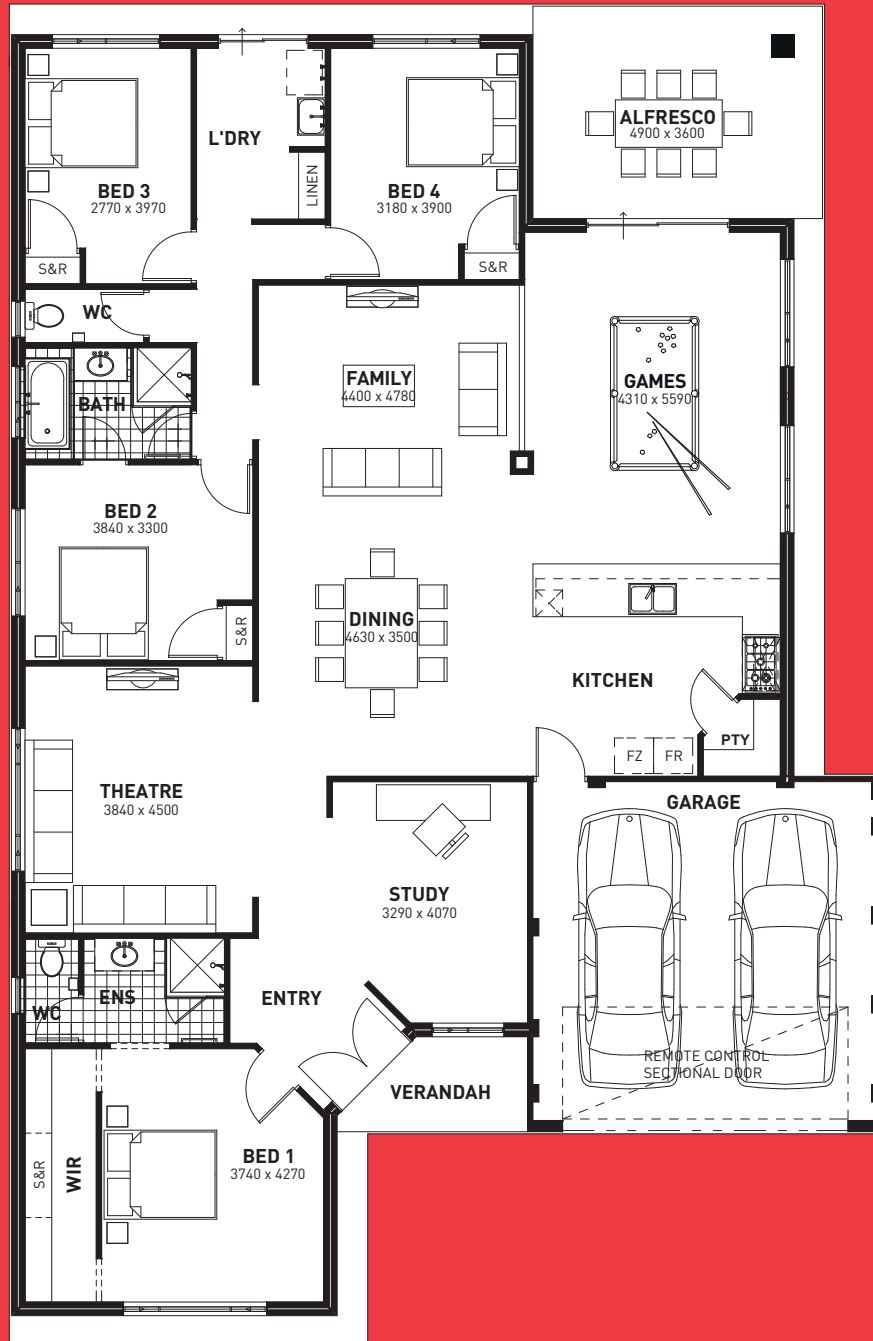 ALFRESCO
4900 x 3600
L'DRY
BED 3
2770 x 3970
LINEN
BED 4
3180 x 3900
S&R
S&R
WC
FAMILY
4400 x 4780
GAMES
4310 x 5590
BATH
BED 2
3840 x 3300
S&R
DINING
4630 x 3500
KITCHEN
PTY
FZ
FR
THEATRE
3840 x 4500
GARAGE
STUDY
3290 x 4070
ENTRY
WC
ENS
REMOTE CONTROL
SECTIONAL DOOR
VERANDAH
BED 1
3740 x 4270
S&R
WIR